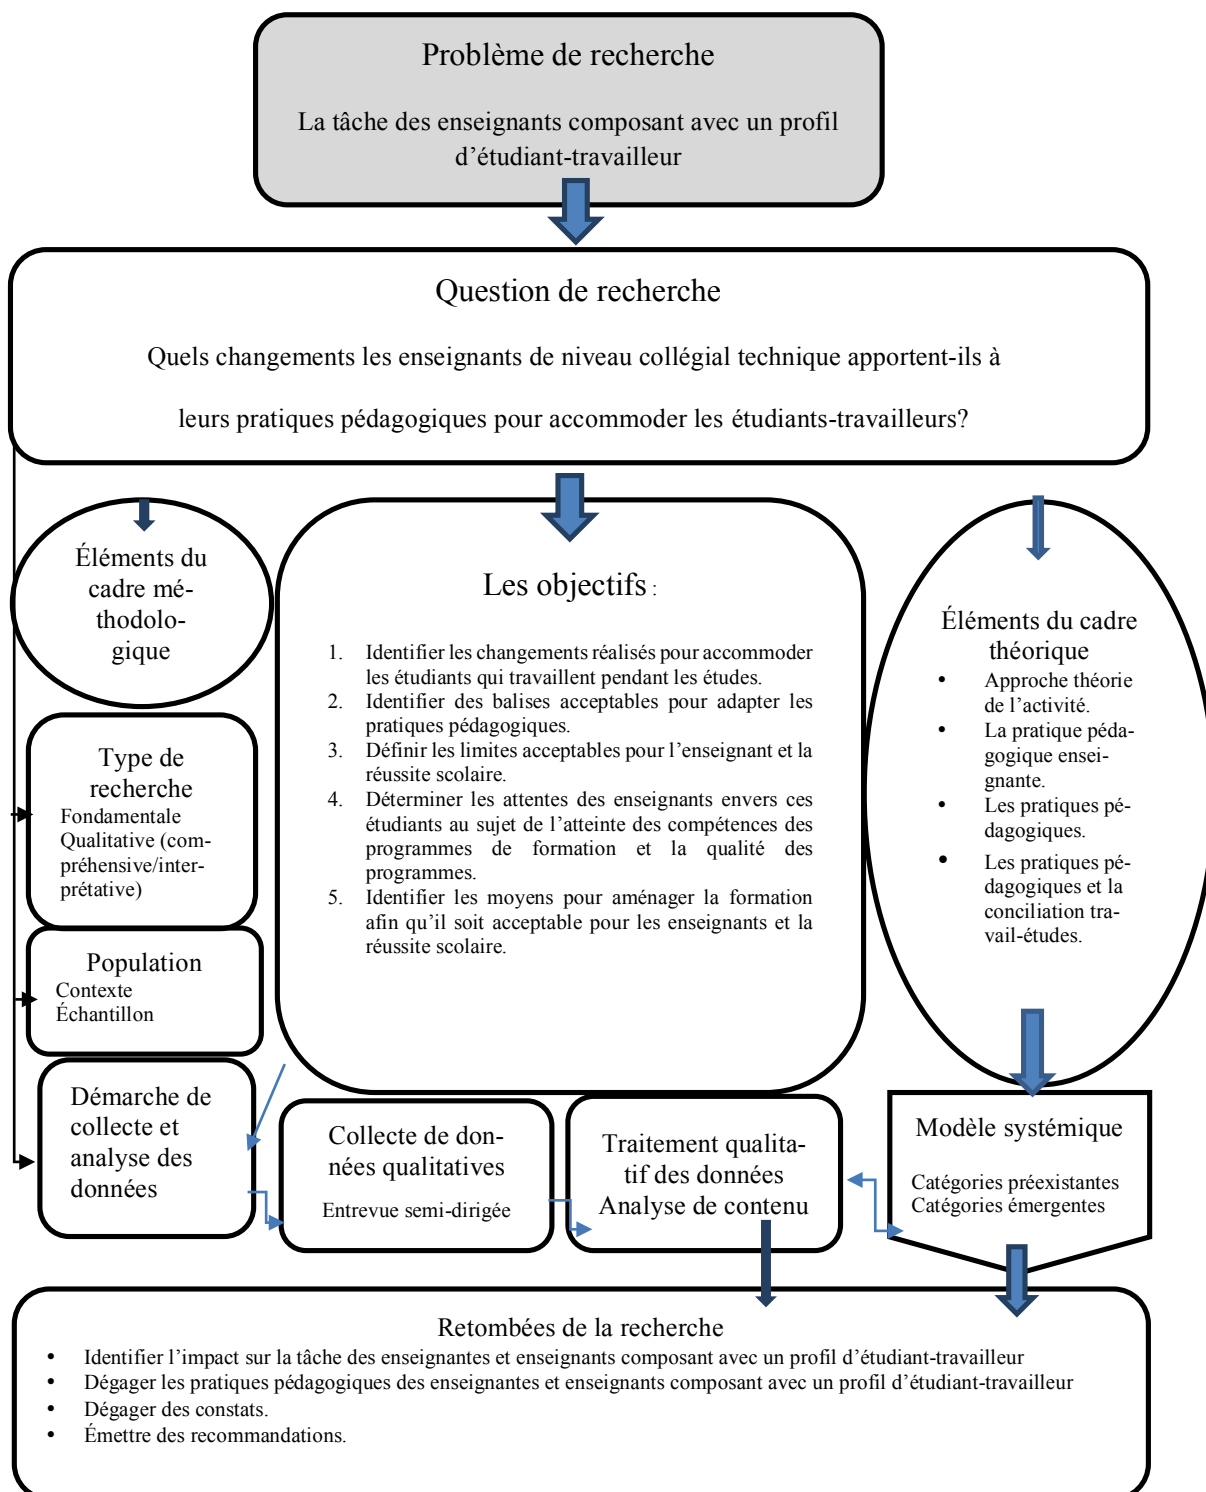 Problème de recherche
La tâche des enseignants composant avec un profil
d’étudiant-travailleur
Question de recherche
Quels changements les enseignants de niveau collégial technique apportent-ils à
leurs pratiques pédagogiques pour accommoder les étudiants-travailleurs?
Éléments du
cadre mé-
thodolo-
gique
Type de
recherche
Fondamentale
Qualitative (com-
préhensive/inter-
prétative)
Population
Contexte
Échantillon
Démarche de
collecte et
analyse des
données
Les objectifs :
1. Identifier les changements réalisés pour accommoder
les étudiants qui travaillent pendant les études.
2. Identifier des balises acceptables pour adapter les
pratiques pédagogiques.
3. Définir les limites acceptables pour l’enseignant et la
réussite scolaire.
4. Déterminer les attentes des enseignants envers ces
étudiants au sujet de l’atteinte des compétences des
programmes de formation et la qualité des
programmes.
5. Identifier les moyens pour aménager la formation
afin qu’il soit acceptable pour les enseignants et la
réussite scolaire.
Éléments du cadre
théorique
• Approche théorie
de l’activité.
• La pratique péda-
gogique ensei-
gnante.
• Les pratiques pé-
dagogiques.
• Les pratiques pé-
dagogiques et la
conciliation tra-
vail-études.
Collecte de don-
nées qualitatives
Entrevue semi-dirigée
Traitement qualita-
tif des données
Analyse de contenu
Modèle systémique
Catégories préexistantes
Catégories émergentes
Retombées de la recherche
• Identifier l’impact sur la tâche des enseignantes et enseignants composant avec un profil d’étudiant-travailleur
• Dégager les pratiques pédagogiques des enseignantes et enseignants composant avec un profil d’étudiant-travailleur
• Dégager des constats.
• Émettre des recommandations.